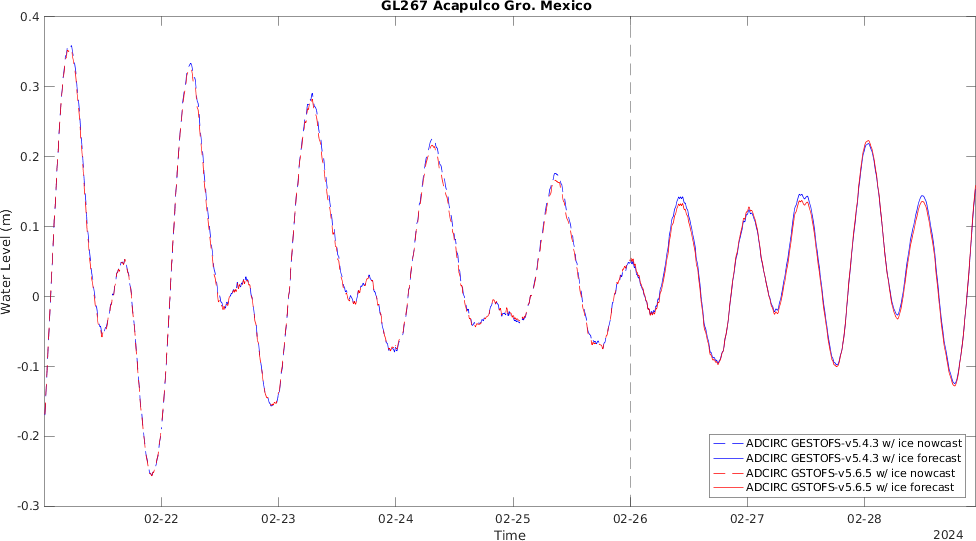 GL267 Acapulco Gro. Mexico
0.4
0.3
0.2
0.1
0
-0.1
-0.2
-0.3
Water Level (m)
ADCIRC GESTOFS-v5.4.3 w/ ice nowcast
ADCIRC GESTOFS-v5.4.3 w/ ice forecast
ADCIRC GSTOFS-v5.6.5 w/ ice nowcast
ADCIRC GSTOFS-v5.6.5 w/ ice forecast
02-22 02-23 02-24 02-25 02-26 02-27 02-28
Time
2024